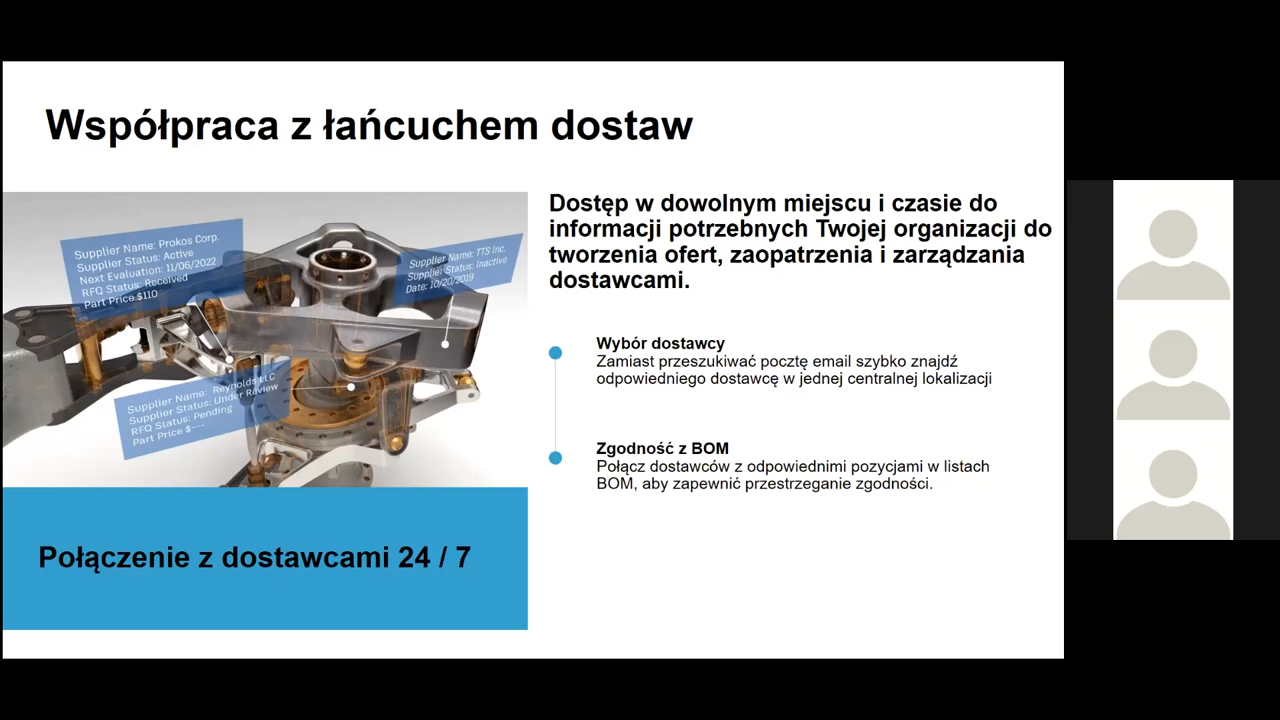 Współpraca z łańcuchem dostaw
Supplier Name: Prokos Corp.
Supplier Status: Active
Next Evaluation: 11/06/2022
RFQ Status: Received
Part Price $110
Supplier Name: TTS Inc.
Supplier Status: Inactive
Date: 10/20/2019
Supplier Name: Reynolds LLC
Supplier Status: Under Raview
RFQ Status: Pending
Part Price $---
Połączenie z dostawcami 24 / 7
Dostęp w dowolnym miejscu i czasie do
informacji potrzebnych Twojej organizacji do
tworzenia ofert, zaopatrzenia i zarządzania
dostawcami.
Wybór dostawcy
Zamiast przeszukiwać pocztę email szybko znajdź
odpowiedniego dostawcę w jednej centralnej lokalizacji
Zgodność z BOM
Połącz dostawców z odpowiednimi pozycjami w listach
BOM, aby zapewnić przestrzeganie zgodności.